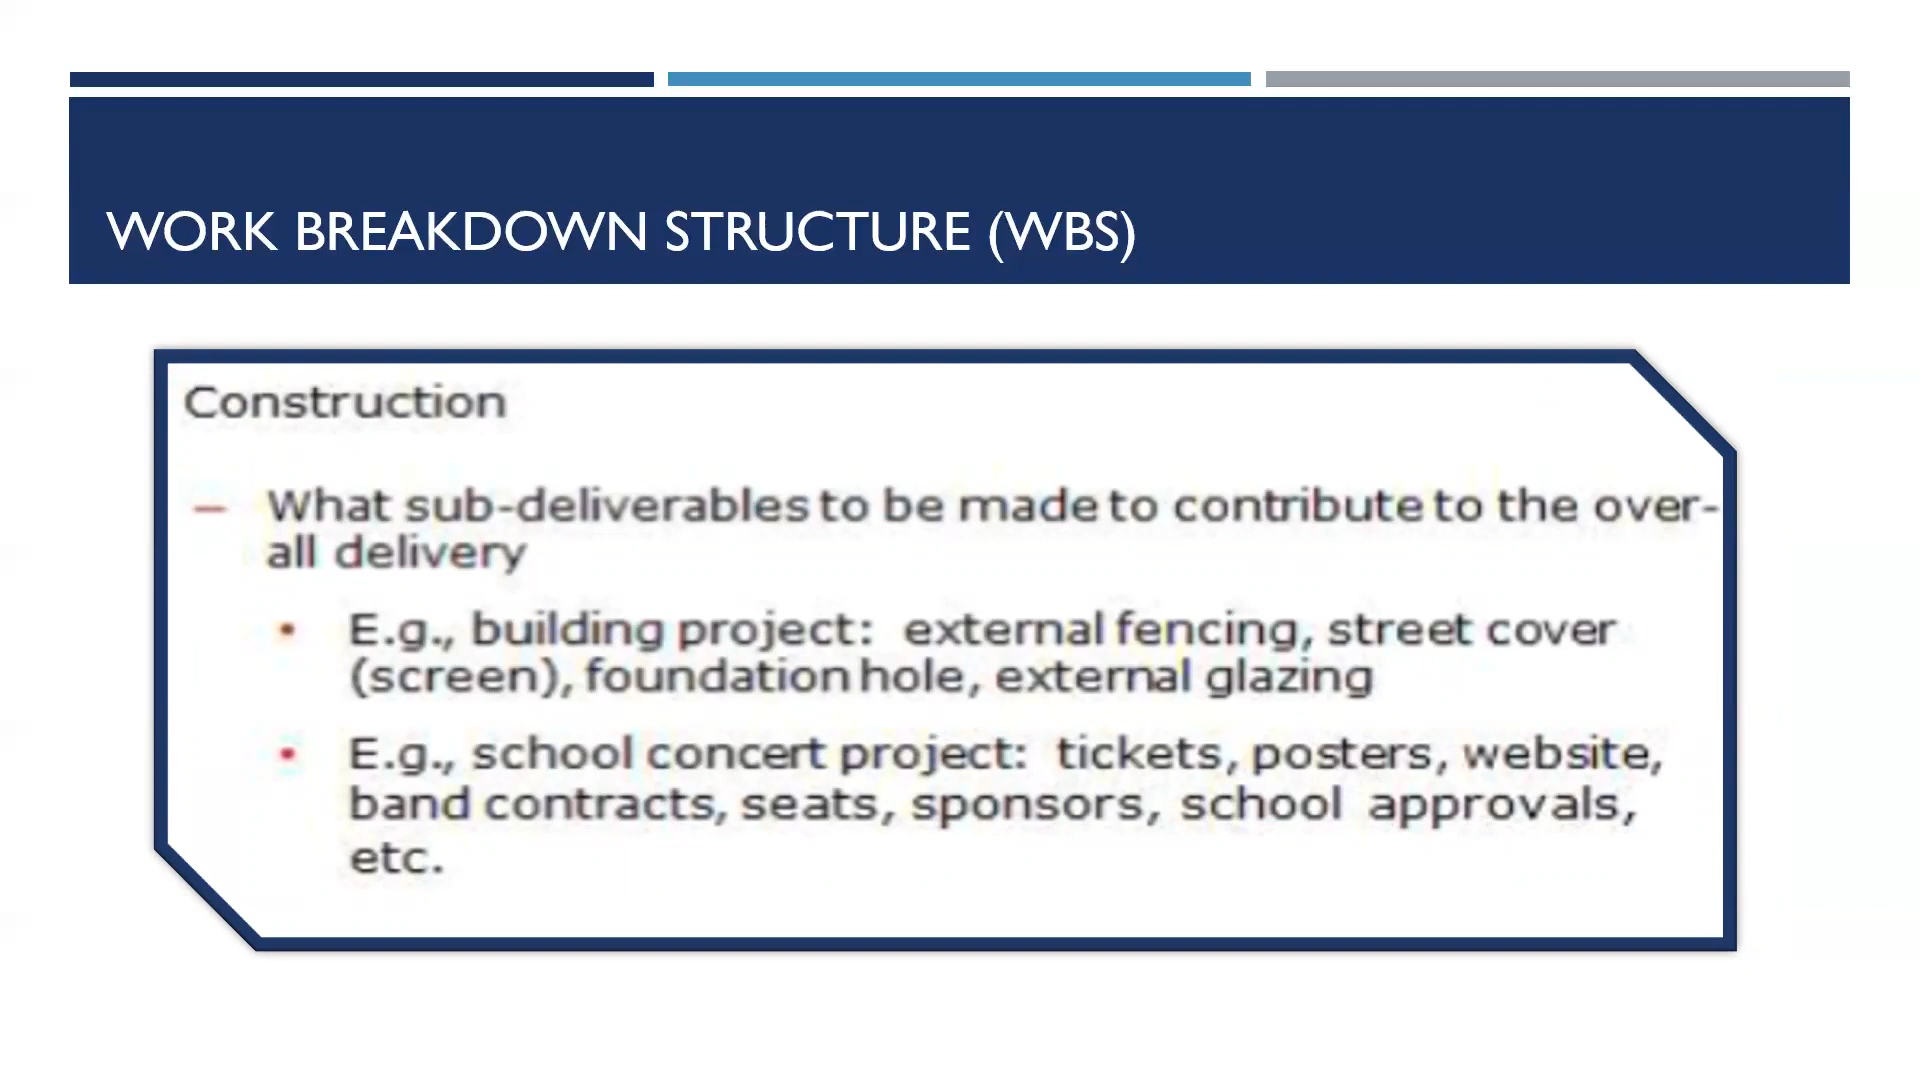 WORK BREAKDOWN STRUCTURE (WBS)
Construction
– What sub-deliverables to be made to contribute to the over-
all delivery
• E.g., building project: external fencing, street cover
(screen), foundation hole, external glazing
• E.g., school concert project: tickets, posters, website,
band contracts, seats, sponsors, school approvals,
etc.